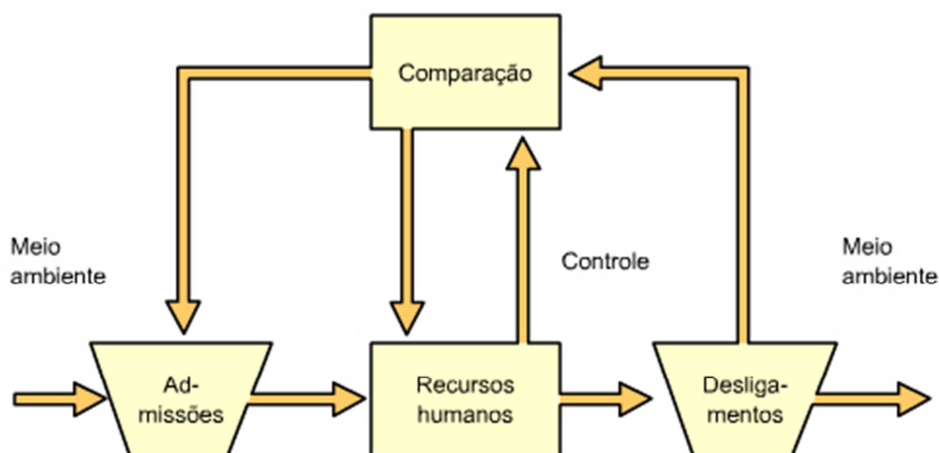 Comparação
Meio
ambiente
Controle
Meio
ambiente
Ad-
missões
Recursos
humanos
Desliga-
mentos